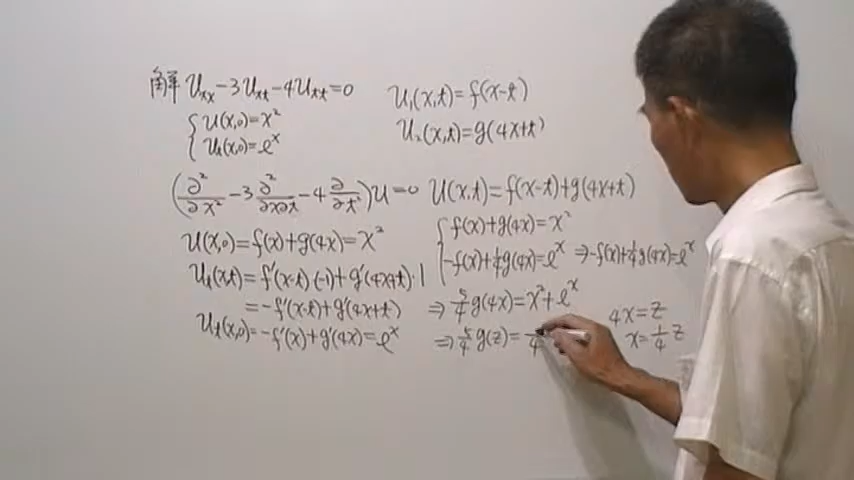 解 Uxx-3Uxt-4Utt=0
{U(x,0)=x²
Ut(x,0)=e^x
(∂²/∂x²-3∂²/∂x∂t-4∂/∂t²)U=0
U(x,0)=f(x)+g(4x)=x²
Ut(x,t)=f'(x-t)·(-1)+g'(4x+t)·1
=-f'(x-t)+g'(4x+t)
Ut(x,0)=-f'(x)+g'(4x)=e^x
U₁(x,t)=f(x-t)
U₂(x,t)=g(4x+t)
U(x,t)=f(x-t)+g(4x+t)
{f(x)+g(4x)=x²
-f(x)+¼g(4x)=e^x ⇒-f(x)+¼g(4x)=e^x
⇒5/4 g(4x)=x²+e^x
⇒5/4 g(z)=
4x=z
x=¼z